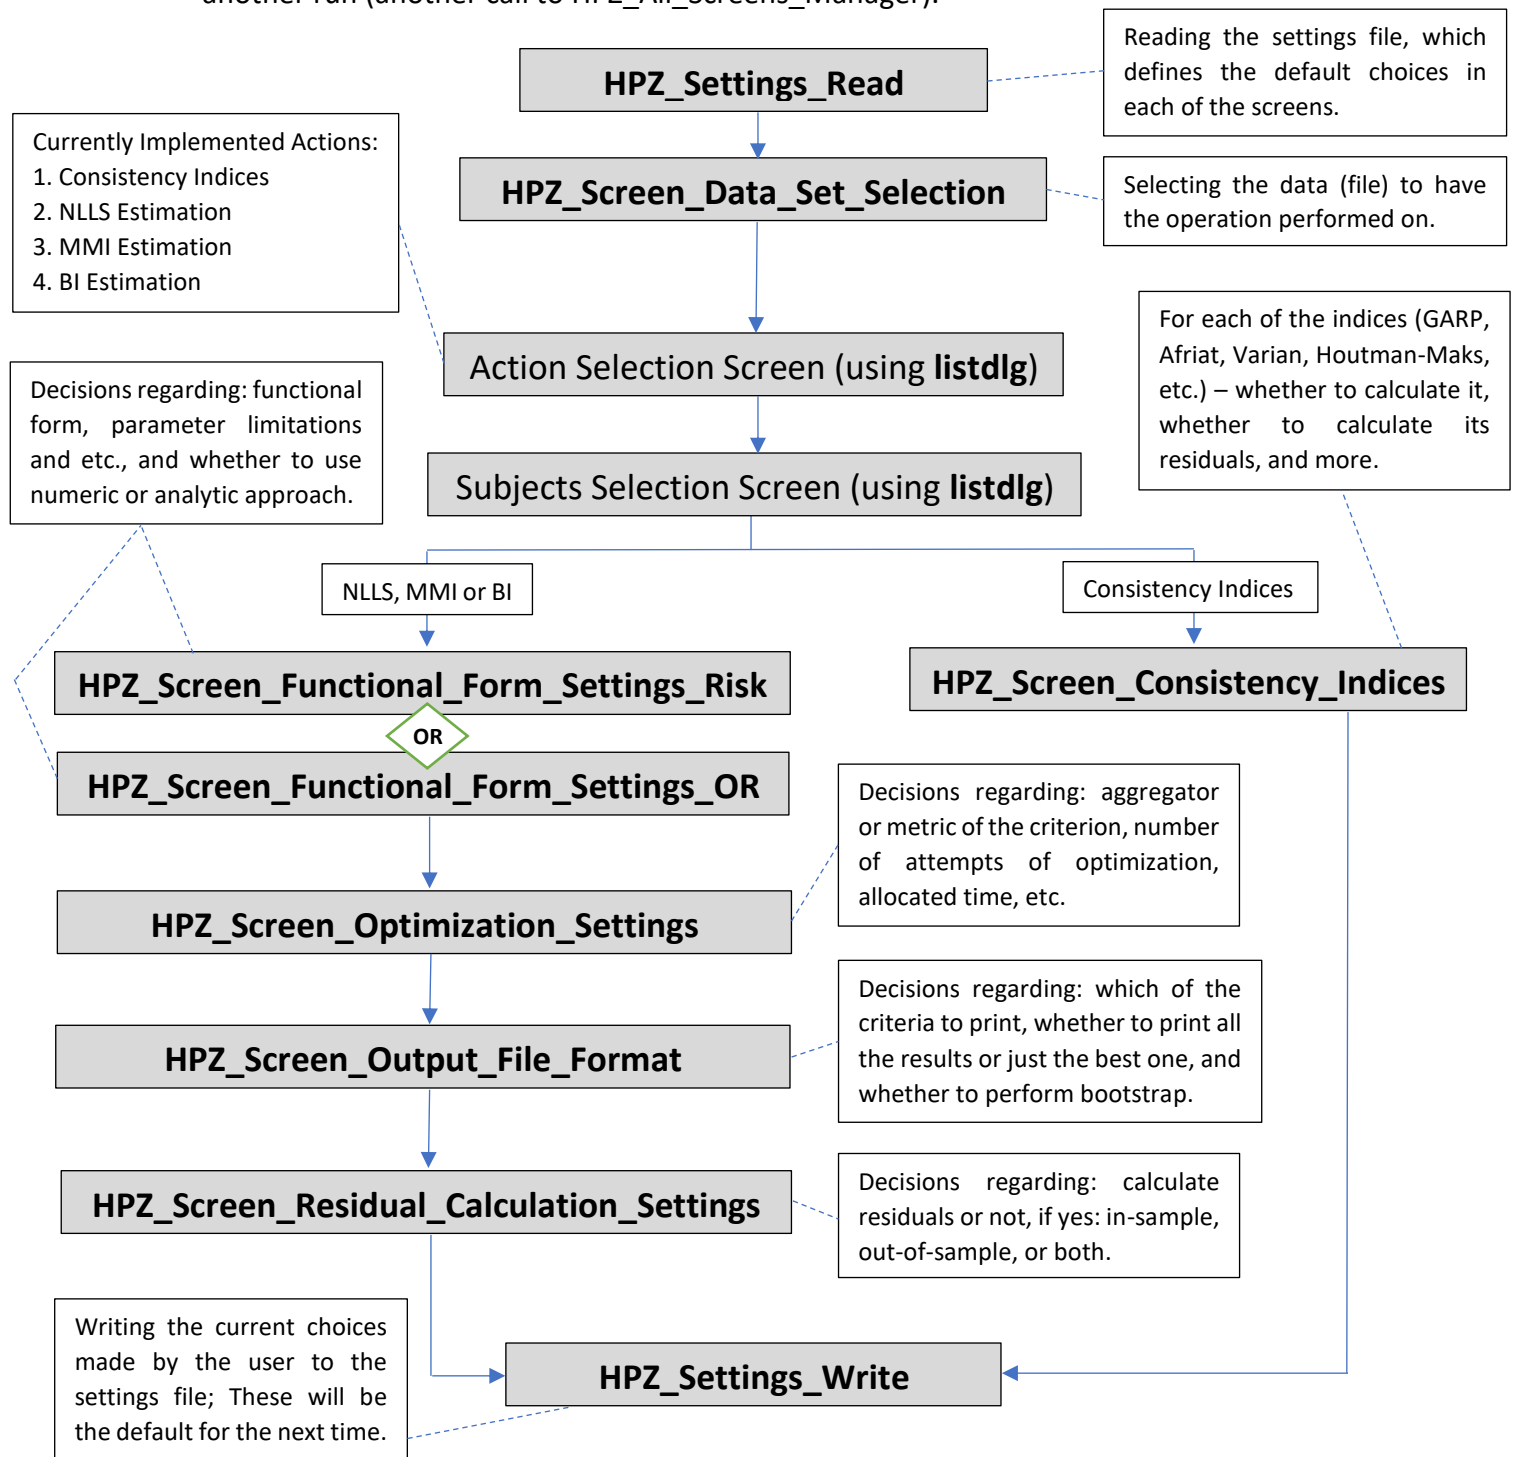 another run (another call to HPZ_All_Screens_Manager).
HPZ_Settings_Read
Reading the settings file, which
defines the default choices in
each of the screens.
Currently Implemented Actions:
1. Consistency Indices
2. NLLS Estimation
3. MMI Estimation
4. BI Estimation
HPZ_Screen_Data_Set_Selection
Selecting the data (file) to have
the operation performed on.
Action Selection Screen (using listdlg)
For each of the indices (GARP,
Afriat, Varian, Houtman-Maks,
etc.) – whether to calculate it,
whether to calculate its
residuals, and more.
Decisions regarding: functional
form, parameter limitations
and etc., and whether to use
numeric or analytic approach.
Subjects Selection Screen (using listdlg)
NLLS, MMI or BI
Consistency Indices
HPZ_Screen_Functional_Form_Settings_Risk
HPZ_Screen_Consistency_Indices
OR
HPZ_Screen_Functional_Form_Settings_OR
Decisions regarding: aggregator
or metric of the criterion, number
of attempts of optimization,
allocated time, etc.
HPZ_Screen_Optimization_Settings
Decisions regarding: which of the
criteria to print, whether to print all
the results or just the best one, and
whether to perform bootstrap.
HPZ_Screen_Output_File_Format
Decisions regarding: calculate
residuals or not, if yes: in-sample,
out-of-sample, or both.
HPZ_Screen_Residual_Calculation_Settings
Writing the current choices
made by the user to the
settings file; These will be
the default for the next time.
HPZ_Settings_Write